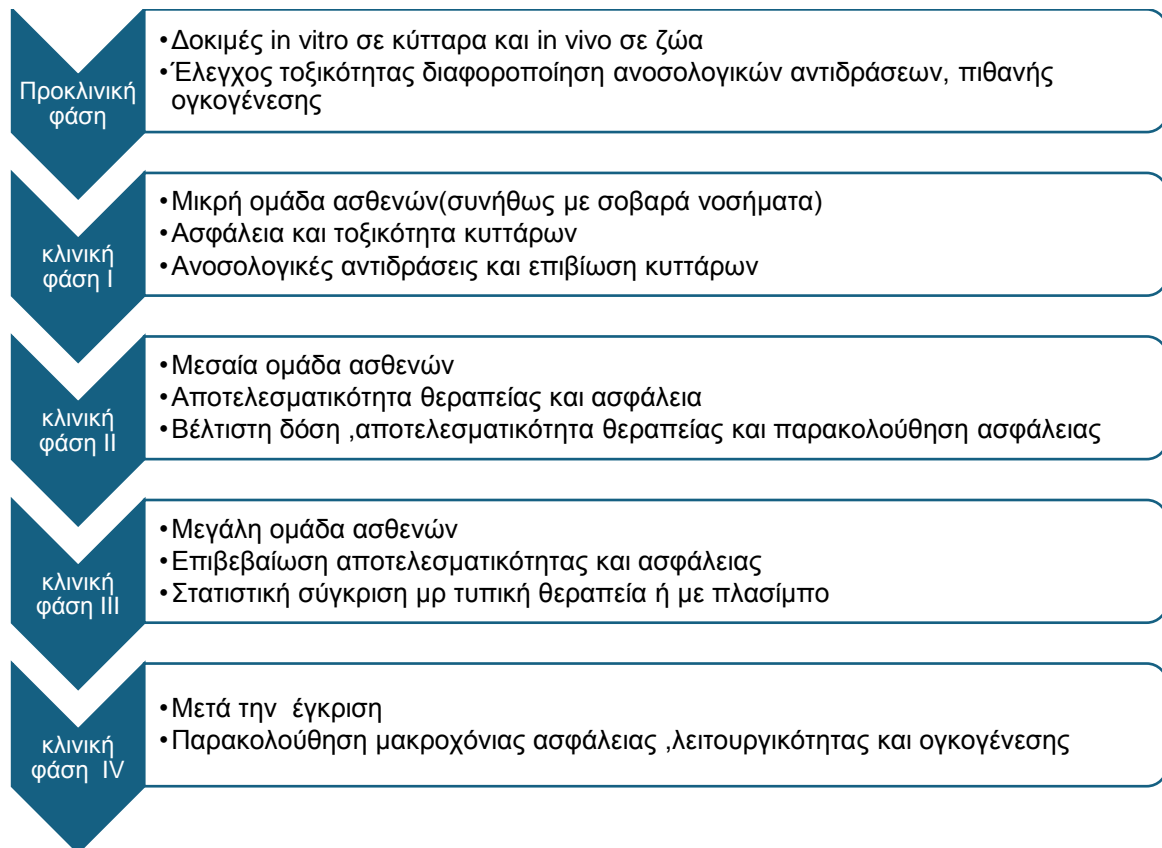 Προκλινική
φάση
•Δοκιμές in vitro σε κύτταρα και in vivo σε ζώα
•Έλεγχος τοξικότητας διαφοροποίηση ανοσολογικών αντιδράσεων, πιθανής
ογκογένεσης
κλινική
φάση I
•Μικρή ομάδα ασθενών(συνήθως με σοβαρά νοσήματα)
•Ασφάλεια και τοξικότητα κυττάρων
•Ανοσολογικές αντιδράσεις και επιβίωση κυττάρων
κλινική
φάση II
•Μεσαία ομάδα ασθενών
•Αποτελεσματικότητα θεραπείας και ασφάλεια
•Βέλτιστη δόση ,αποτελεσματικότητα θεραπείας και παρακολούθηση ασφάλειας
κλινική
φάση III
•Μεγάλη ομάδα ασθενών
•Επιβεβαίωση αποτελεσματικότητας και ασφάλειας
•Στατιστική σύγκριση μρ τυπική θεραπεία ή με πλασίμπο
κλινική
φάση IV
•Μετά την έγκριση
•Παρακολούθηση μακροχόνιας ασφάλειας ,λειτουργικότητας και ογκογένεσης